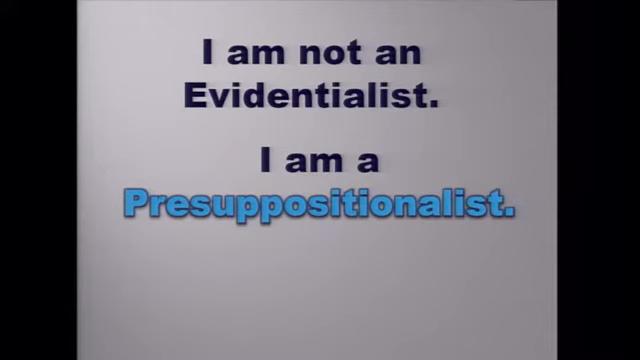 I am not an
Evidentialist.
I am a
Presuppositionalist.